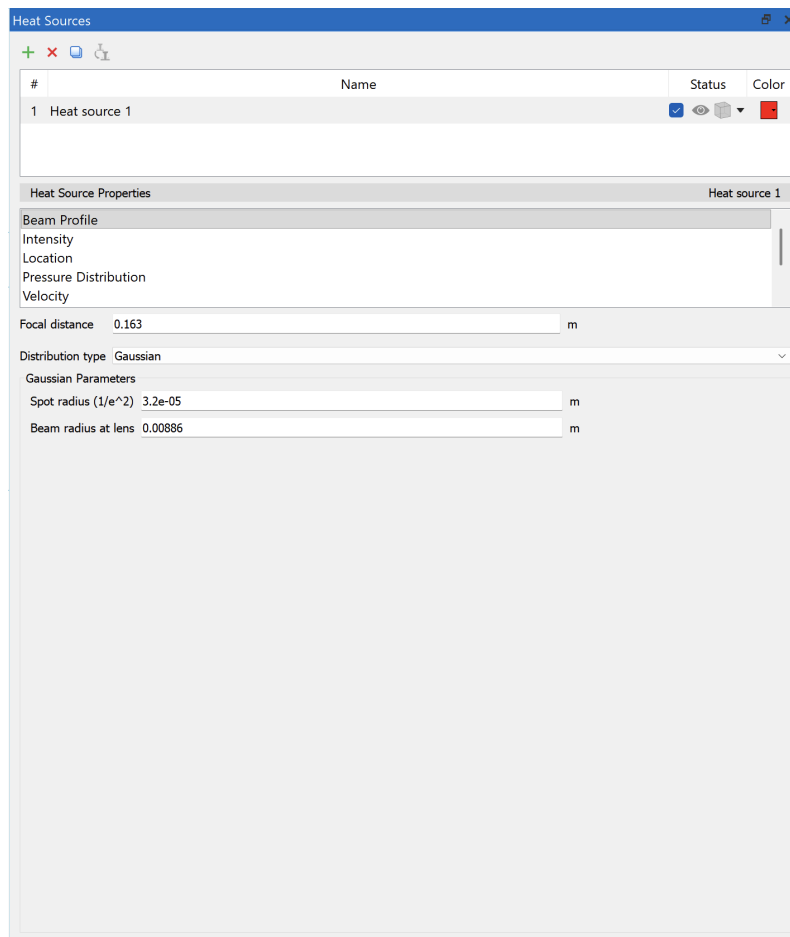 Heat Sources
# Name Status Color
1 Heat source 1
Heat Source Properties Heat source 1
Beam Profile
Intensity
Location
Pressure Distribution
Velocity
Focal distance 0.163 m
Distribution type Gaussian
Gaussian Parameters
Spot radius (1/e^2) 3.2e-05 m
Beam radius at lens 0.00886 m